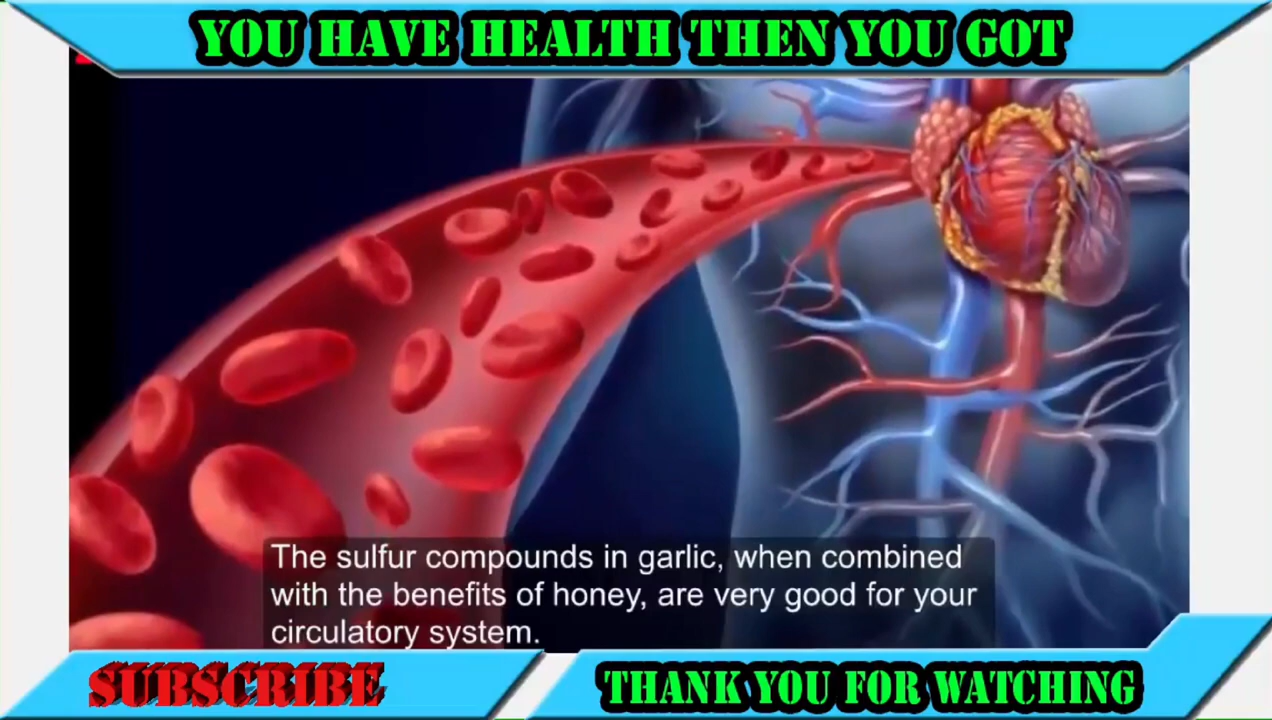 YOU HAVE HEALTH THEN YOU GOT
The sulfur compounds in garlic, when combined
with the benefits of honey, are very good for your
circulatory system.
SUBSCRIBE
THANK YOU FOR WATCHING